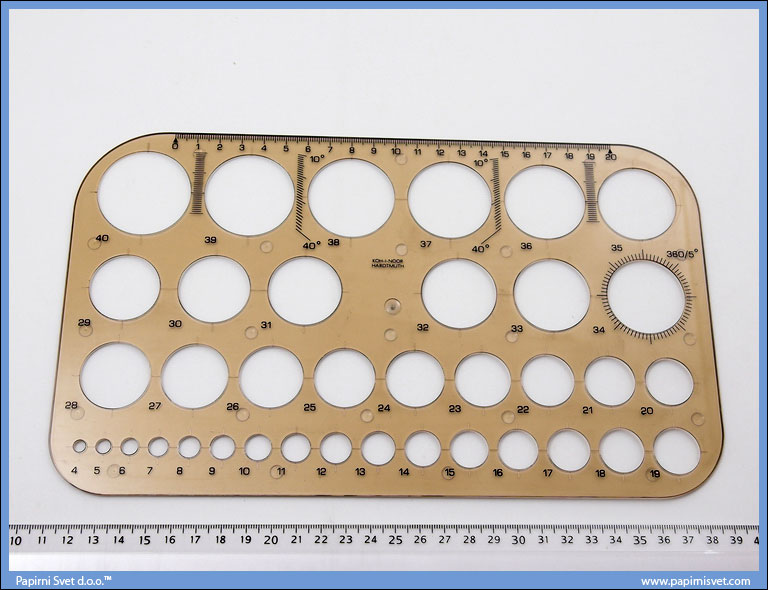 0 1 2 3 4 5 6 7 8 9 10 11 12 13 14 15 16 17 18 19 20
10° 10°
40 39 40° 38 37 40° 36 35 360/5°
KOH-I-NOOR
HARDTMUTH
29 30 31 32 33 34
28 27 26 25 24 23 22 21 20
4 5 6 7 8 9 10 11 12 13 14 15 16 17 18 19
10 11 12 13 14 15 16 17 18 19 20 21 22 23 24 25 26 27 28 29 30 31 32 33 34 35 36 37 38 39 4
Papirni Svet d.o.o.™ www.papirnisvet.com